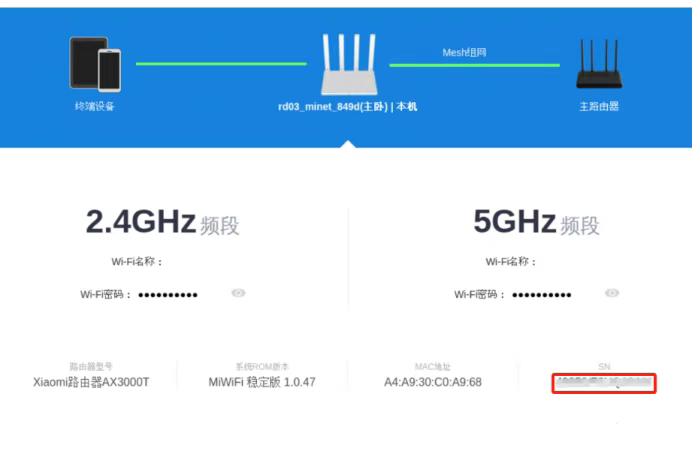 Mesh组网
终端设备
rd03_minet_849d(主卧) | 本机
主路由器
2.4GHz 频段
5GHz 频段
Wi-Fi名称：
Wi-Fi名称：
Wi-Fi密码： ●●●●●●●●●●
Wi-Fi密码： ●●●●●●●●●●
路由器型号
系统ROM版本
MAC地址
SN
Xiaomi路由器AX3000T
MiWiFi 稳定版 1.0.47
A4:A9:30:C0:A9:68